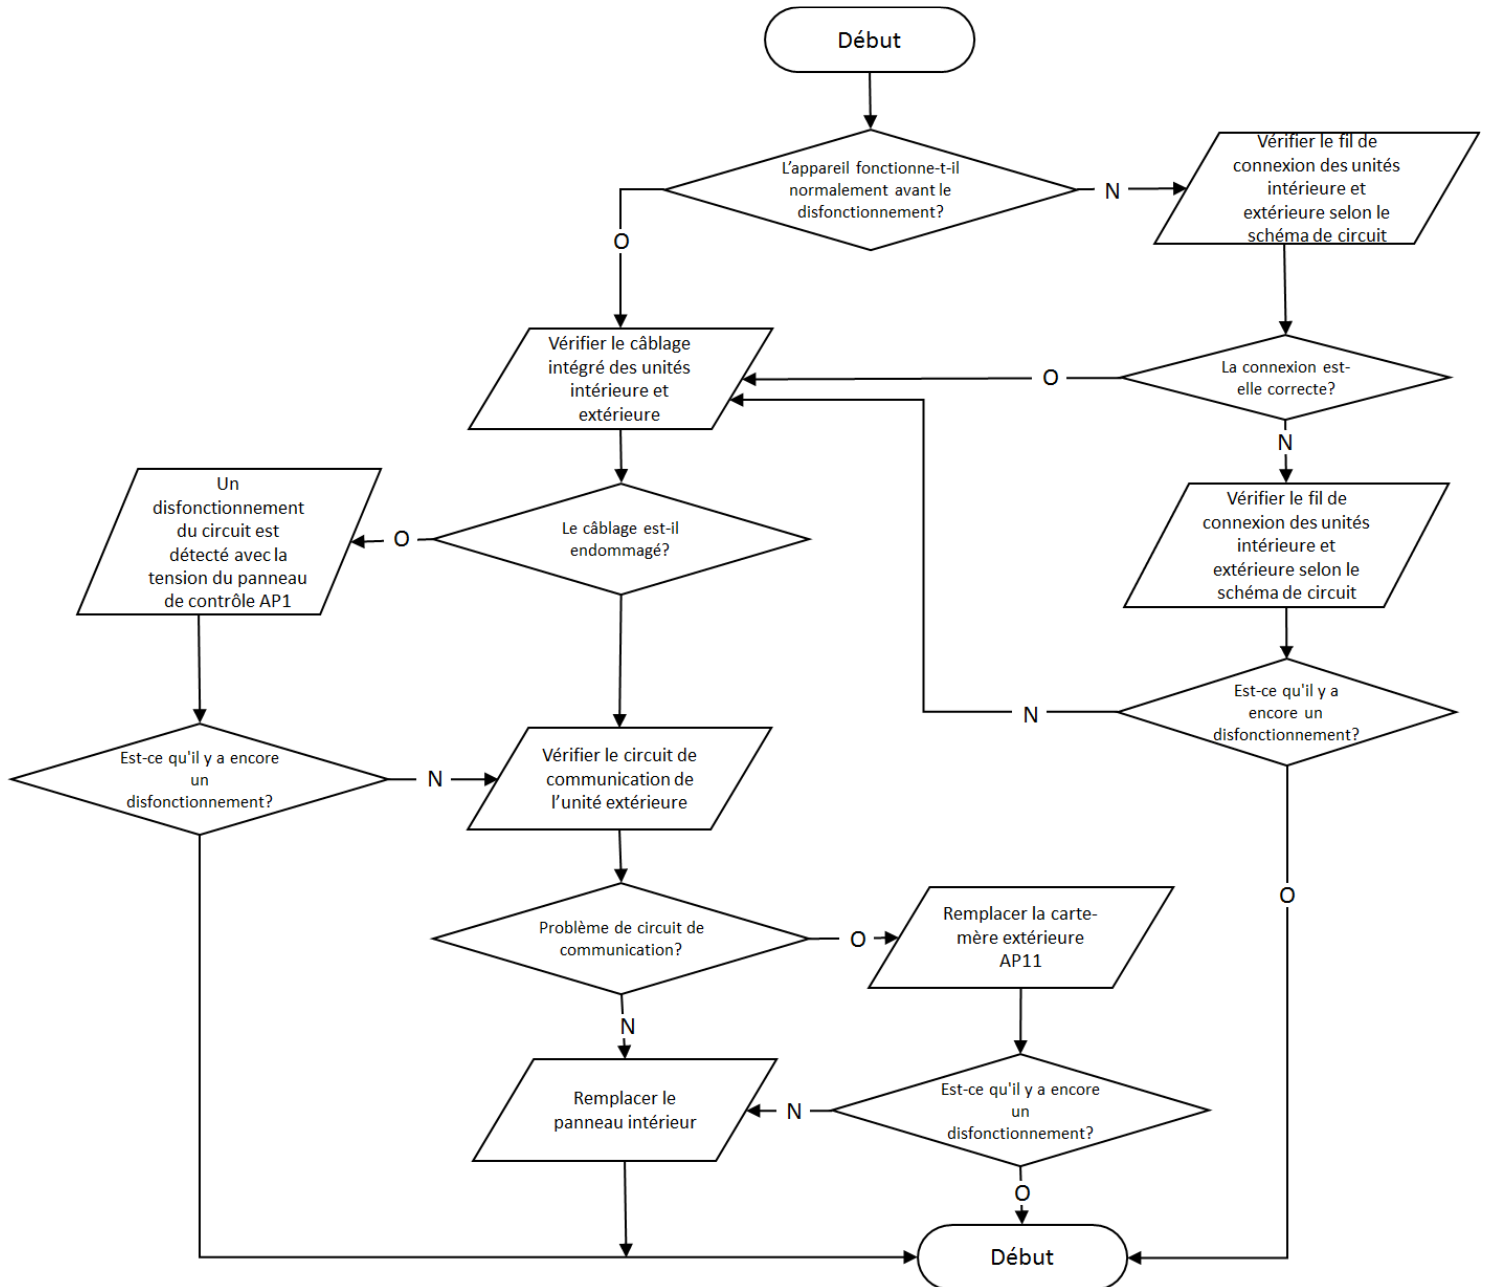 Début
L'appareil fonctionne-t-il
normalement avant le
disfonctionnement?
N
Vérifier le fil de
connexion des unités
intérieure et
extérieure selon le
schéma de circuit
O
Vérifier le câblage
intégré des unités
intérieure et
extérieure
O
La connexion est-
elle correcte?
N
Un
disfonctionnement
du circuit est
détecté avec la
tension du panneau
de contrôle AP1
O
Le câblage est-il
endommagé?
Vérifier le fil de
connexion des unités
intérieure et
extérieure selon le
schéma de circuit
Est-ce qu'il y a
encore un
disfonctionnement?
N
Est-ce qu'il y a encore
un
disfonctionnement?
N
Vérifier le circuit de
communication de
l'unité extérieure
O
Problème de circuit de
communication?
O
Remplacer la carte-
mère extérieure
AP11
N
Remplacer le
panneau intérieur
N
Est-ce qu'il y a encore
un
disfonctionnement?
O
Début